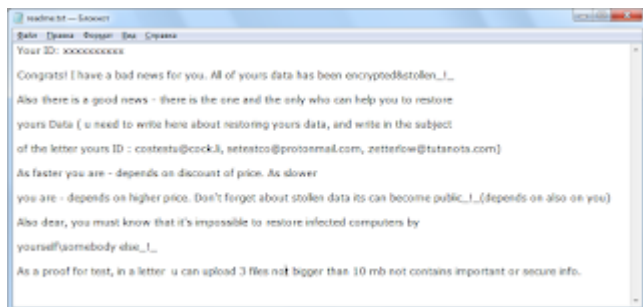 readme.txt — Блокнот
Файл Правка Формат Вид Справка
Your ID: xxxxxxxxxx
Congrats! I have a bad news for you. All of yours data has been encrypted&stolen_!_
Also there is a good news - there is the one and the only who can help you to restore
yours Data ( u need to write here about restoring yours data, and write in the subject
of the letter yours ID : costestu@cock.li, setestco@protonmail.com, zetterlow@tutanota.com)
As faster you are - depends on discount of price. As slower
you are - depends on higher price. Don't forget about stolen data its can become public_!_(depends on also on you)
Also dear, you must know that it's impossible to restore infected computers by
yourself\somebody else_!_
As a proof for test, in a letter u can upload 3 files not bigger than 10 mb not contains important or secure info.